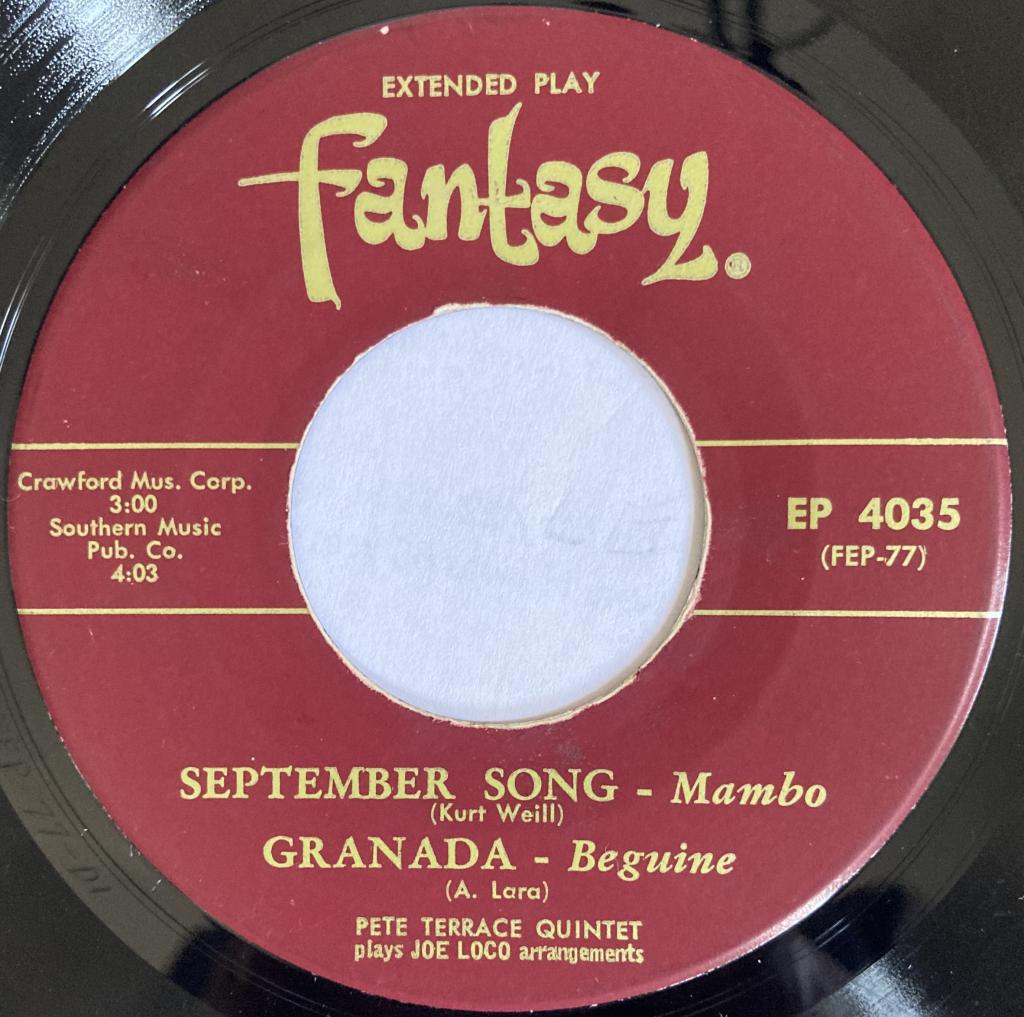 EXTENDED PLAY
fantasy ®
Crawford Mus. Corp.
3:00
Southern Music
Pub. Co.
4:03
EP 4035
(FEP-77)
SEPTEMBER SONG - Mambo
(Kurt Weill)
GRANADA - Beguine
(A. Lara)
PETE TERRACE QUINTET
plays JOE LOCO arrangements